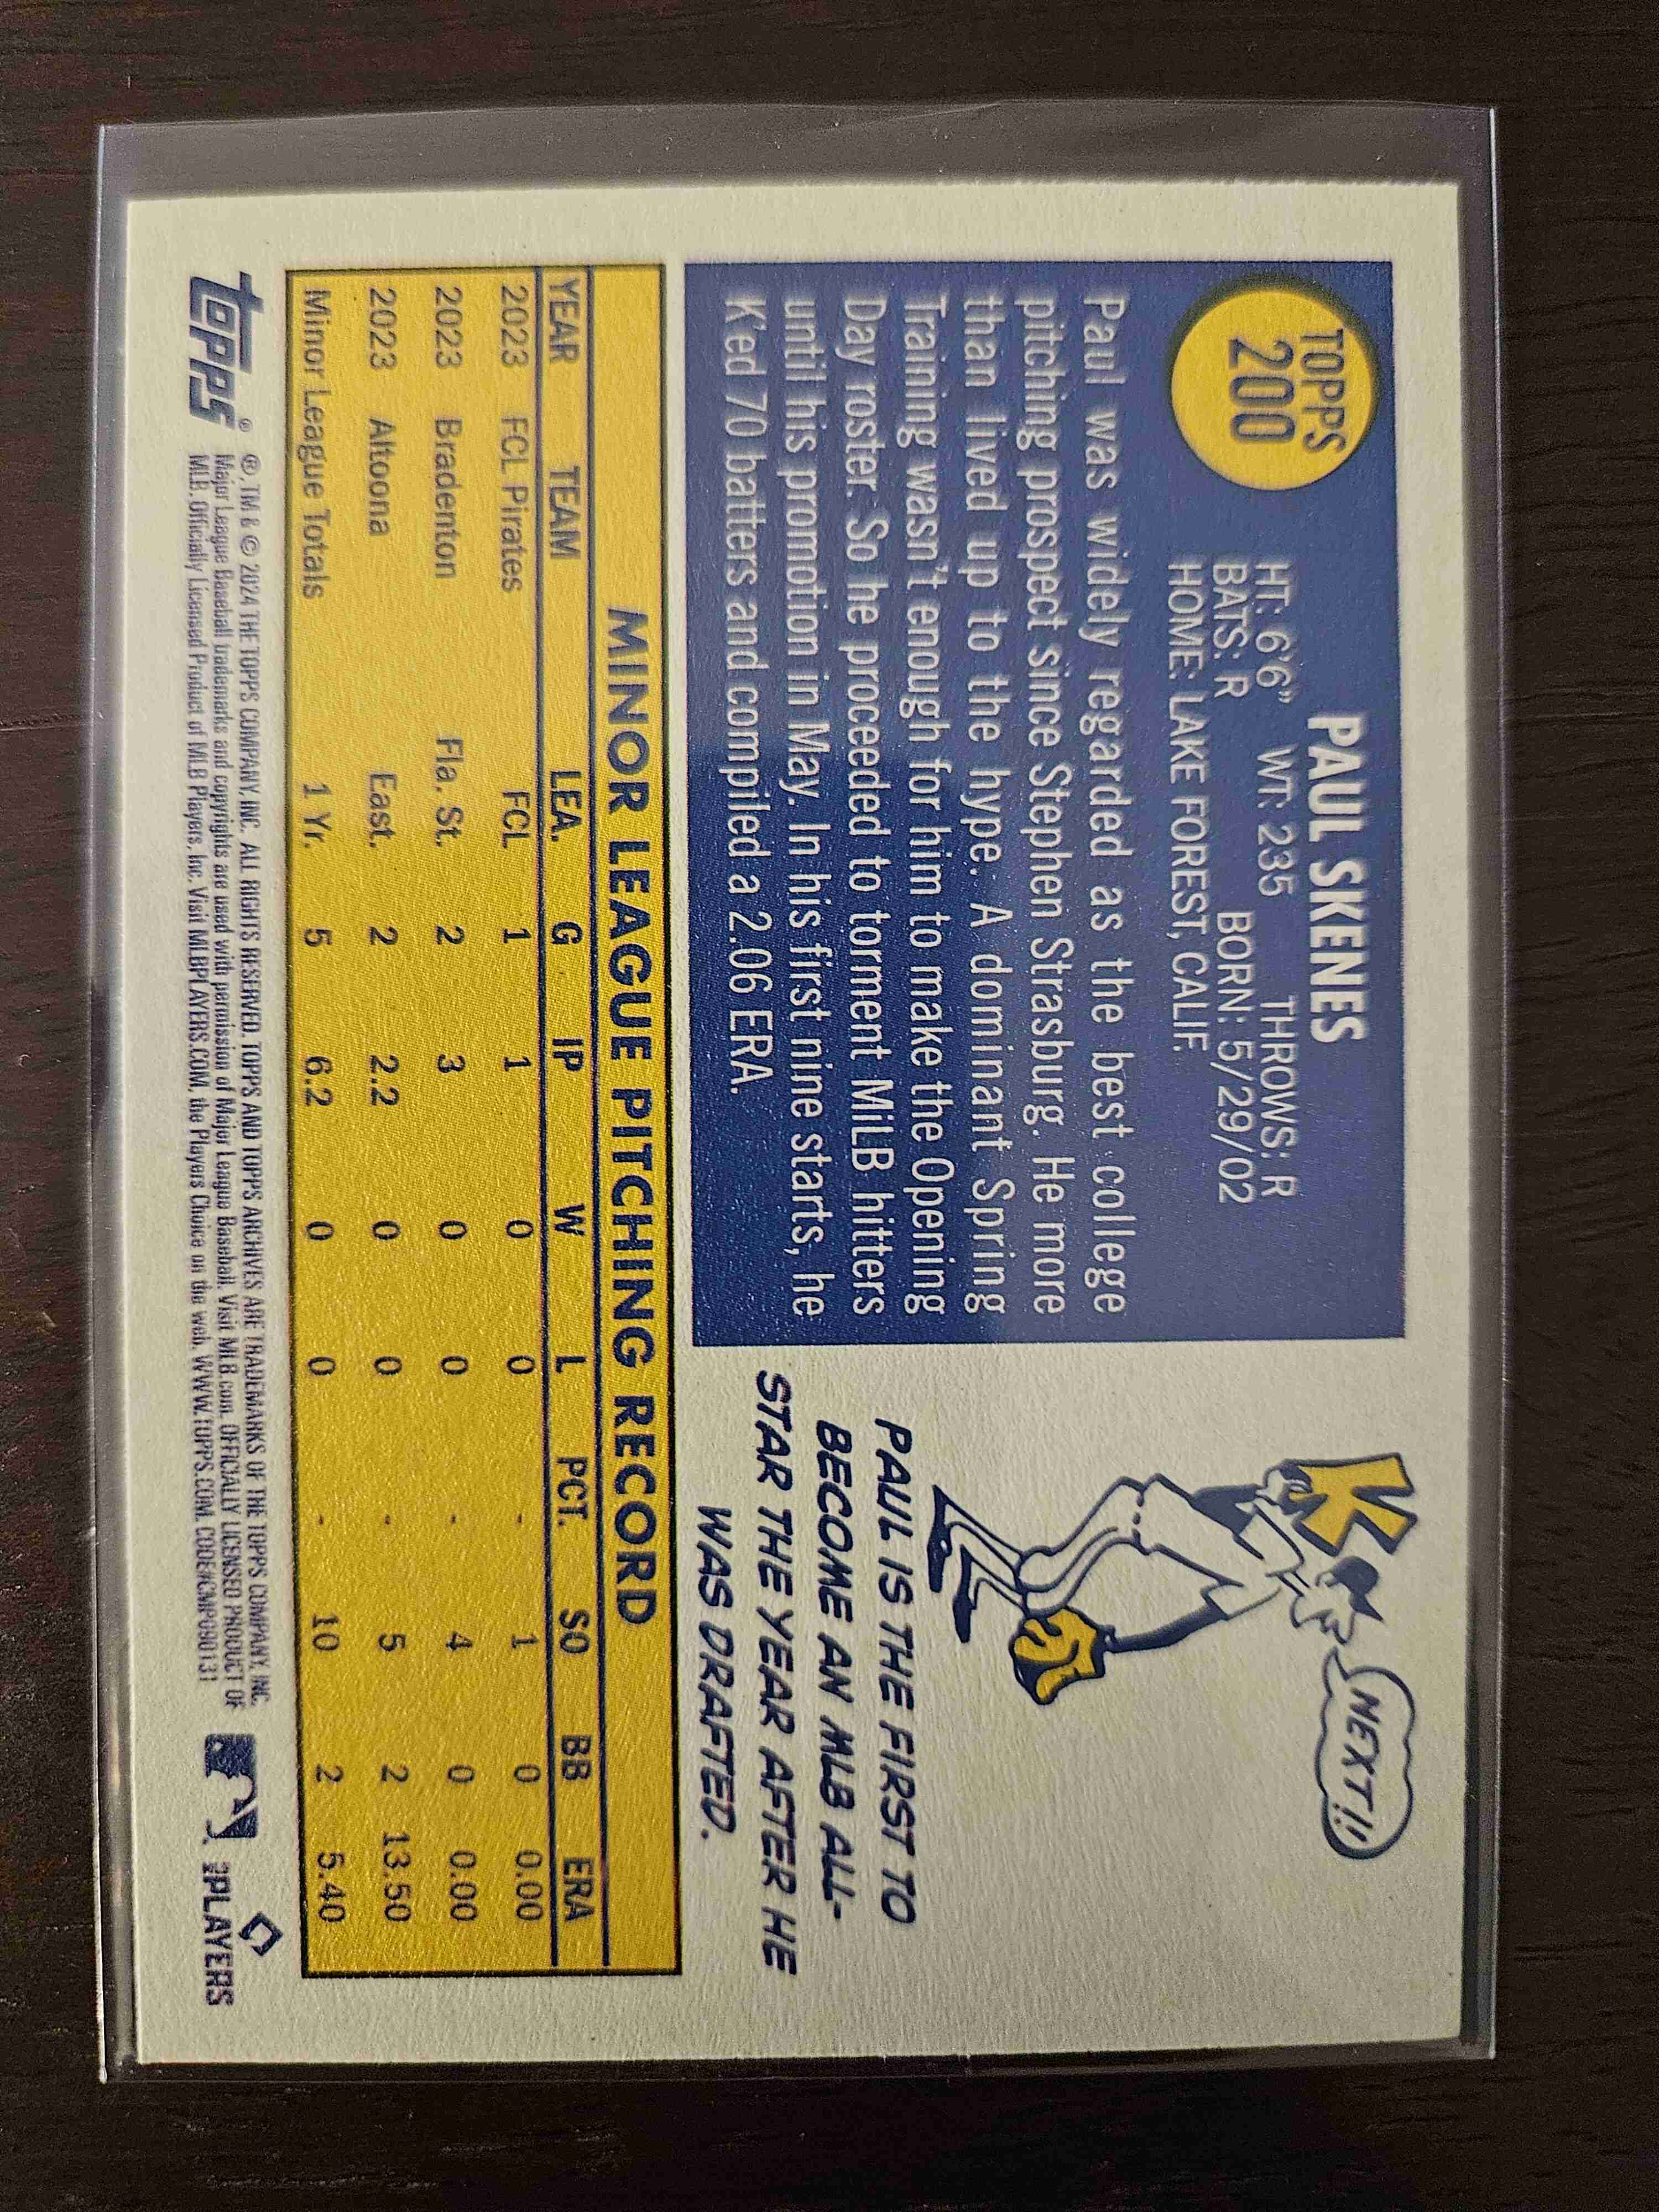 TOPPS
200
PAUL SKENES
HT: 6'6" WT: 235 THROWS: R
BATS: R BORN: 5/29/02
HOME: LAKE FOREST, CALIF.
Paul was widely regarded as the best college
pitching prospect since Stephen Strasburg. He more
than lived up to the hype. A dominant Spring
Training wasn't enough for him to make the Opening
Day roster. So he proceeded to torment MiLB hitters
until his promotion in May. In his first nine starts, he
K'ed 70 batters and compiled a 2.06 ERA.
K
NEXT!!
PAUL IS THE FIRST TO
BECOME AN MLB ALL-
STAR THE YEAR AFTER HE
WAS DRAFTED.
MINOR LEAGUE PITCHING RECORD
YEAR TEAM LEA. G IP W L PCT. SO BB ERA
2023 FCL Pirates FCL 1 1 0 0 - 1 0 0.00
2023 Bradenton Fla. St. 2 3 0 0 - 4 0 0.00
2023 Altoona East. 2 2.2 0 0 - 5 2 13.50
Minor League Totals 1 Yr. 5 6.2 0 0 - 10 2 5.40
topps®
®, TM & © 2024 THE TOPPS COMPANY, INC. ALL RIGHTS RESERVED. TOPPS AND TOPPS ARCHIVES ARE TRADEMARKS OF THE TOPPS COMPANY, INC.
Major League Baseball trademarks and copyrights are used with permission of Major League Baseball. Visit MLB.com. OFFICIALLY LICENSED PRODUCT OF
MLB. Officially Licensed Product of MLB Players, Inc. Visit MLBPLAYERS.COM, the Players Choice on the web. WWW.TOPPS.COM. CODE#CMP090131
MLB PLAYERS